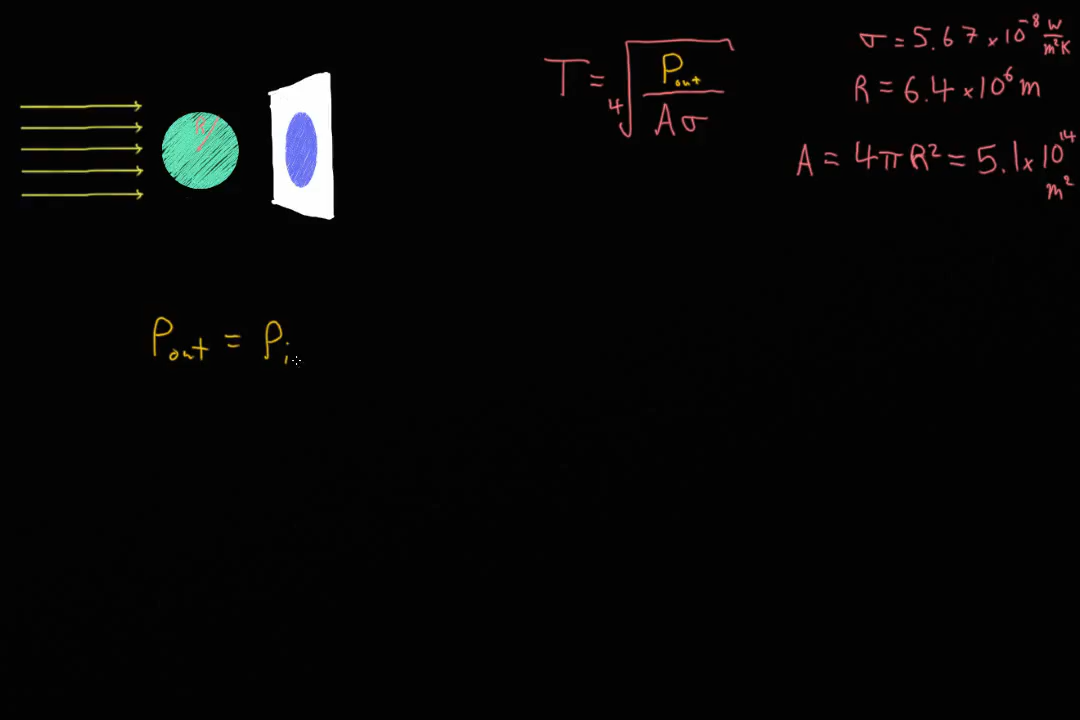 R
T = ⁴√(P_out / Aσ)
σ = 5.67 × 10⁻⁸ W/m²K
R = 6.4 × 10⁶ m
A = 4πR² = 5.1 × 10¹⁴ m²
P_out = P_i